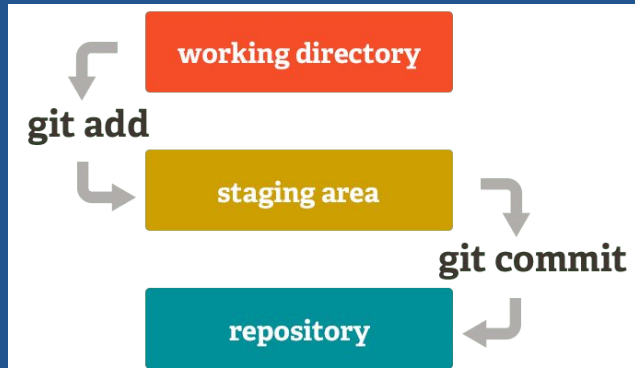 working directory
git add
staging area
git commit
repository